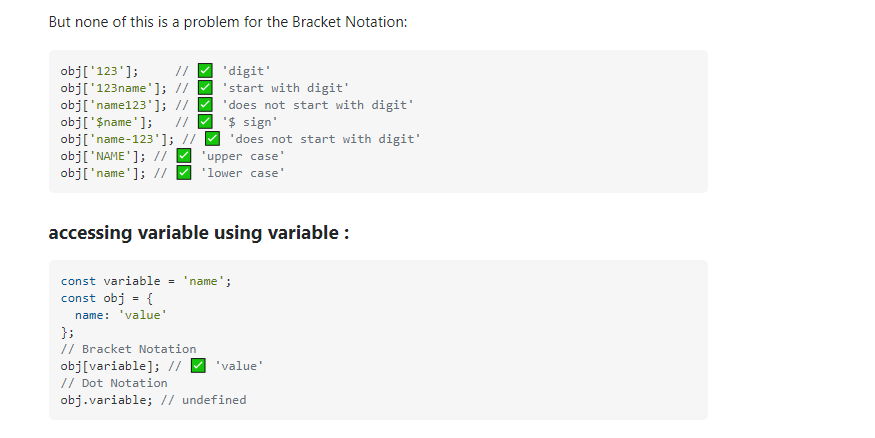 But none of this is a problem for the Bracket Notation:
obj['123'];     // ✅ 'digit'
obj['123name']; // ✅ 'start with digit'
obj['name123']; // ✅ 'does not start with digit'
obj['$name'];   // ✅ '$ sign'
obj['name-123']; // ✅ 'does not start with digit'
obj['NAME']; // ✅ 'upper case'
obj['name']; // ✅ 'lower case'
accessing variable using variable :
const variable = 'name';
const obj = {
  name: 'value'
};
// Bracket Notation
obj[variable]; // ✅ 'value'
// Dot Notation
obj.variable; // undefined